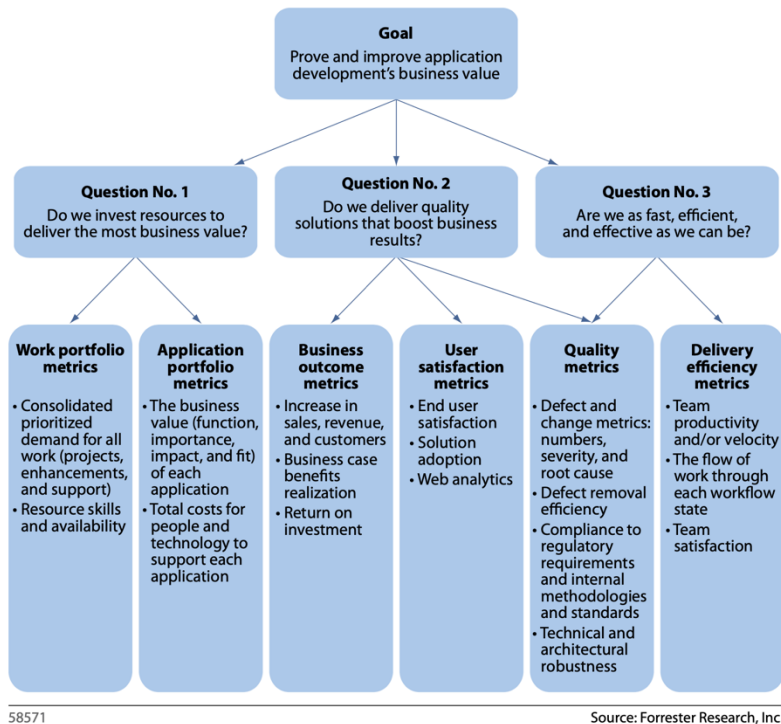 Goal
Prove and improve application
development's business value
Question No. 1
Do we invest resources to
deliver the most business value?
Question No. 2
Do we deliver quality
solutions that boost business
results?
Question No. 3
Are we as fast, efficient,
and effective as we can be?
Work portfolio
metrics
• Consolidated
prioritized
demand for all
work (projects,
enhancements,
and support)
• Resource skills
and availability
Application
portfolio
metrics
• The business
value (function,
importance,
impact, and fit)
of each
application
• Total costs for
people and
technology to
support each
application
Business
outcome
metrics
• Increase in
sales, revenue,
and customers
• Business case
benefits
realization
• Return on
investment
User
satisfaction
metrics
• End user
satisfaction
• Solution
adoption
• Web analytics
Quality
metrics
• Defect and
change metrics:
numbers,
severity, and
root cause
• Defect removal
efficiency
• Compliance to
regulatory
requirements
and internal
methodologies
and standards
• Technical and
architectural
robustness
Delivery
efficiency
metrics
• Team
productivity
and/or velocity
• The flow of
work through
each workflow
state
• Team
satisfaction
58571
Source: Forrester Research, Inc